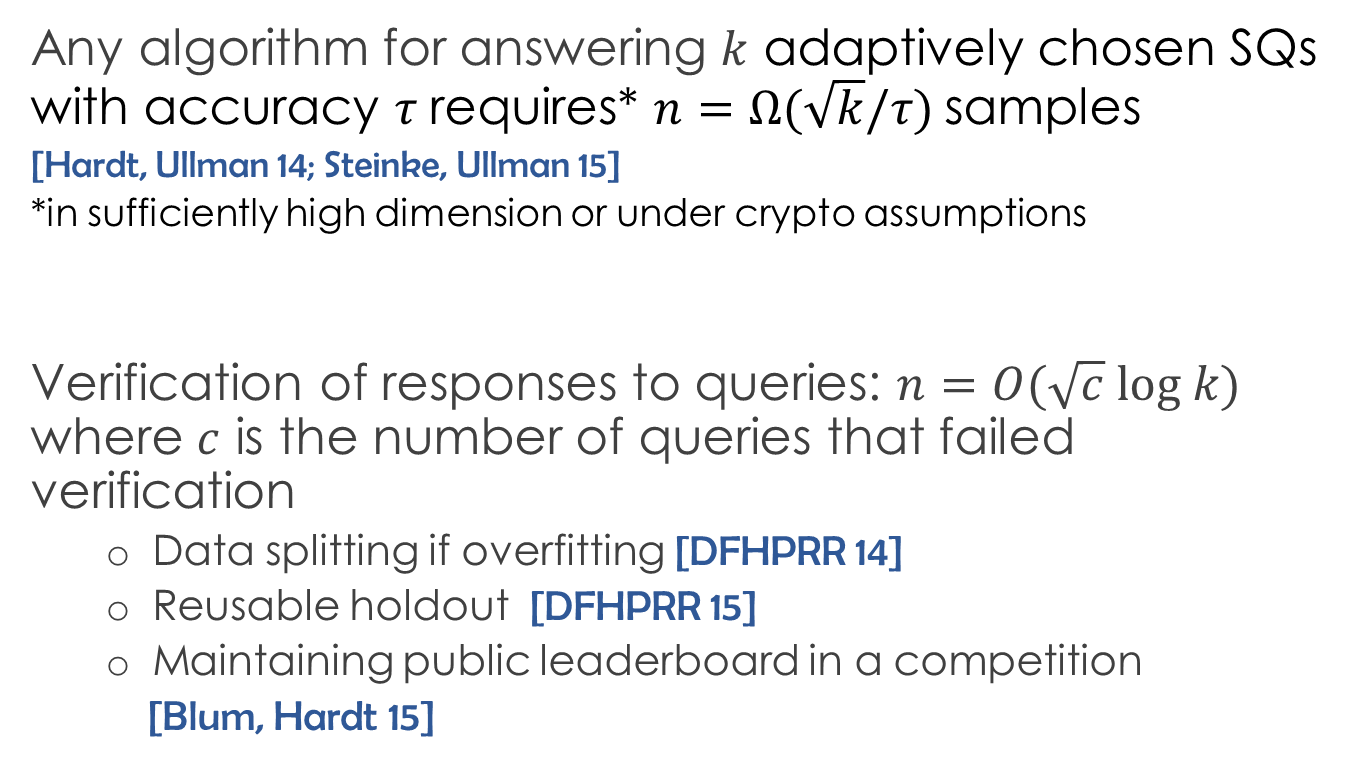 Any algorithm for answering k adaptively chosen SQs
with accuracy τ requires* n = Ω(√k/τ) samples
[Hardt, Ullman 14; Steinke, Ullman 15]
*in sufficiently high dimension or under crypto assumptions
Verification of responses to queries: n = O(√c log k)
where c is the number of queries that failed
verification
○ Data splitting if overfitting [DFHPRR 14]
○ Reusable holdout [DFHPRR 15]
○ Maintaining public leaderboard in a competition
[Blum, Hardt 15]